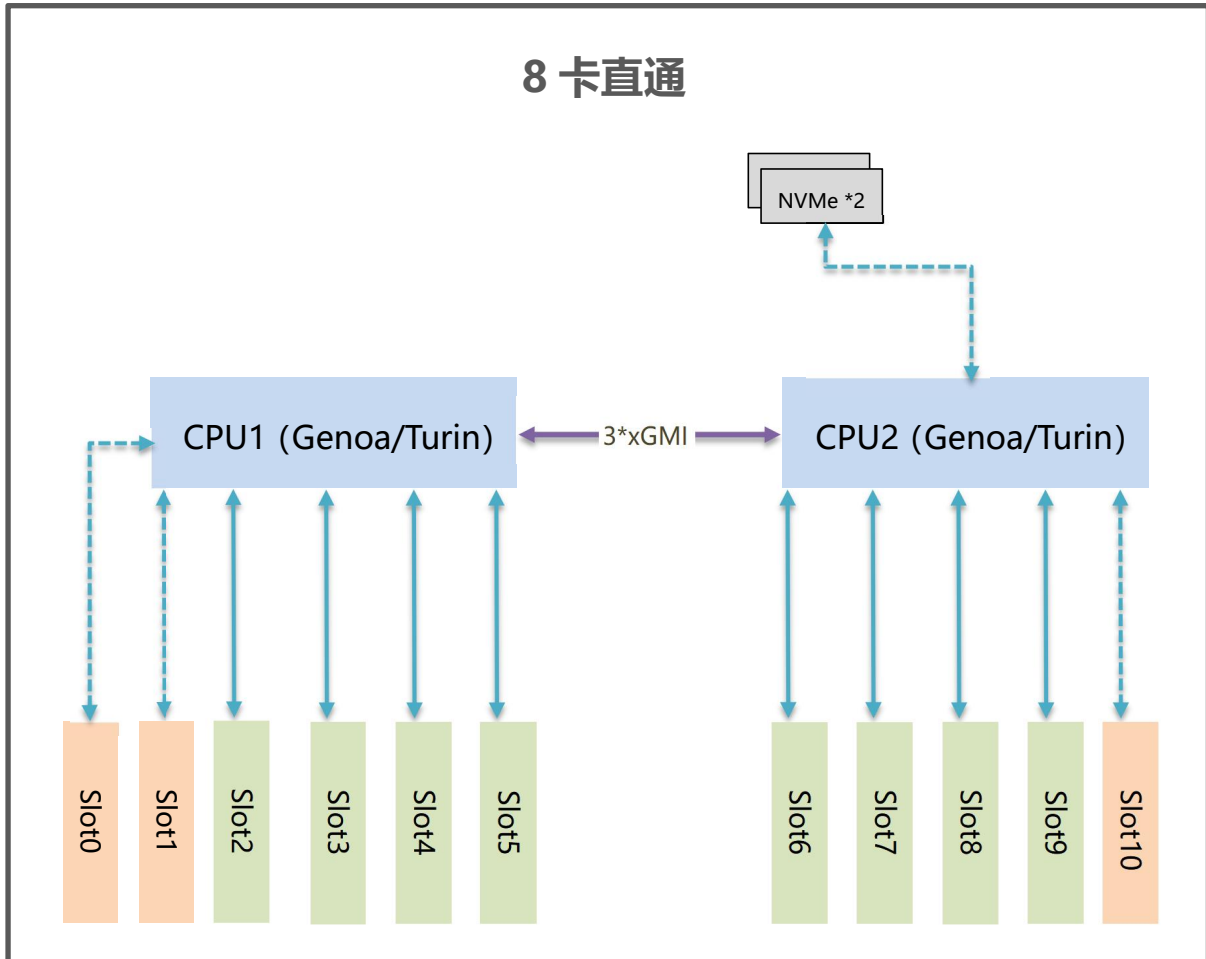 8 卡直通
NVMe *2
CPU1 (Genoa/Turin)
3*xGMI
CPU2 (Genoa/Turin)
Slot0
Slot1
Slot2
Slot3
Slot4
Slot5
Slot6
Slot7
Slot8
Slot9
Slot10